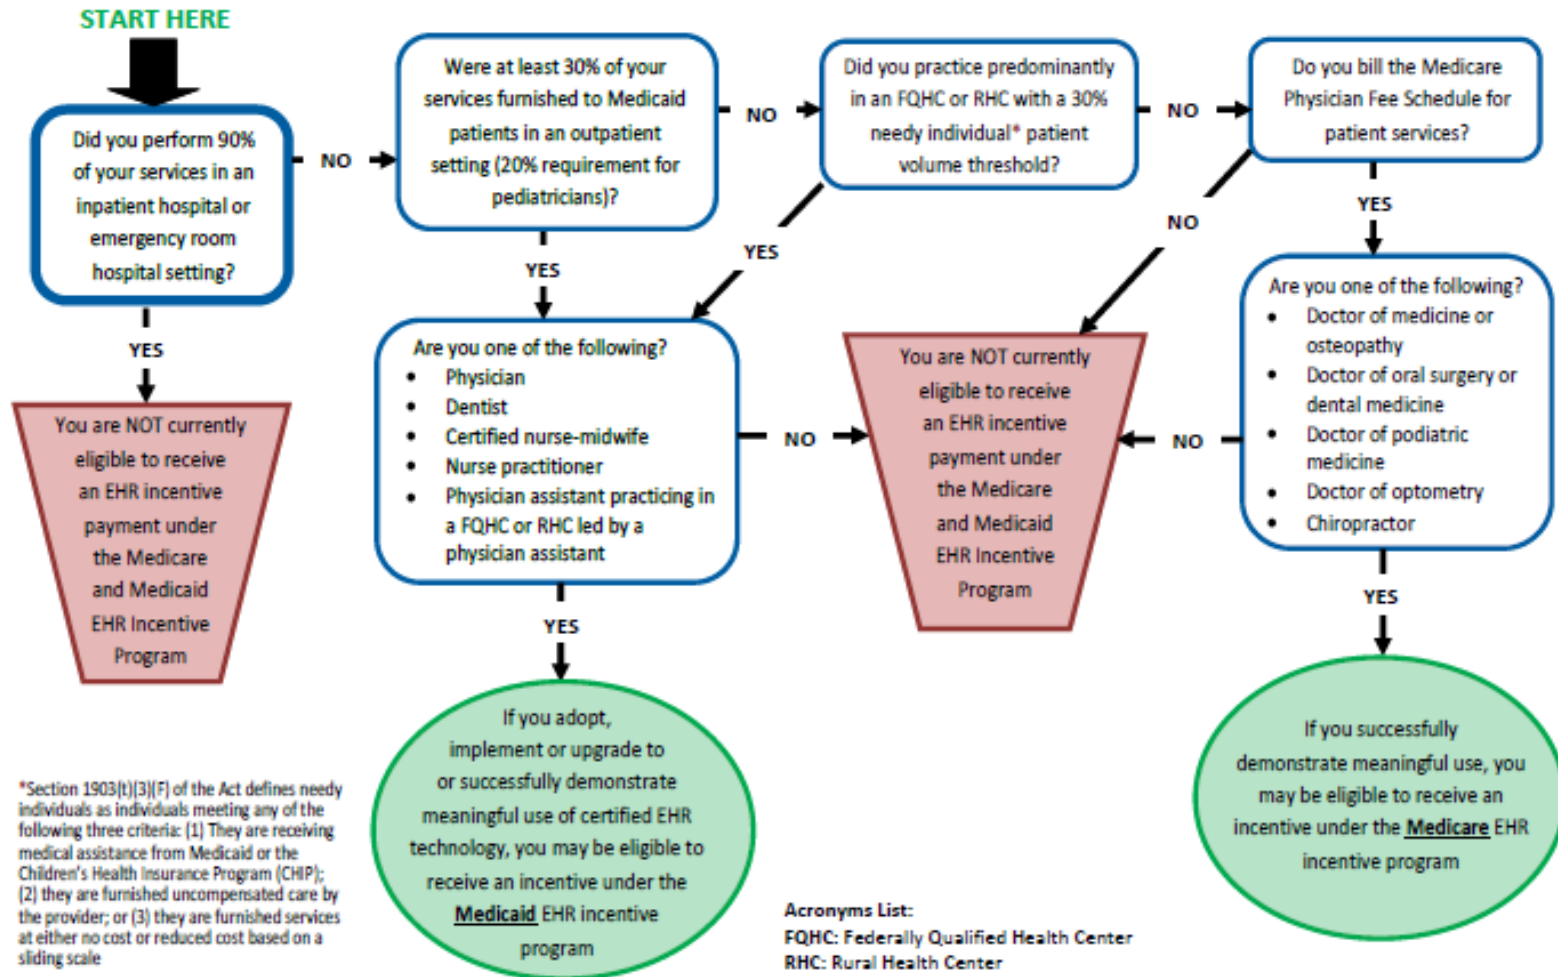 START HERE
Did you perform 90%
of your services in an
inpatient hospital or
emergency room
hospital setting?
NO
YES
You are NOT currently
eligible to receive
an EHR incentive
payment under
the Medicare
and Medicaid
EHR Incentive
Program
Were at least 30% of your
services furnished to Medicaid
patients in an outpatient
setting (20% requirement for
pediatricians)?
NO
YES
Did you practice predominantly
in an FQHC or RHC with a 30%
needy individual* patient
volume threshold?
NO
YES
Do you bill the Medicare
Physician Fee Schedule for
patient services?
NO
YES
Are you one of the following?
• Physician
• Dentist
• Certified nurse-midwife
• Nurse practitioner
• Physician assistant practicing in
a FQHC or RHC led by a
physician assistant
NO
YES
You are NOT currently
eligible to receive
an EHR incentive
payment under
the Medicare
and Medicaid
EHR Incentive
Program
Are you one of the following?
• Doctor of medicine or
osteopathy
• Doctor of oral surgery or
dental medicine
• Doctor of podiatric
medicine
• Doctor of optometry
• Chiropractor
NO
YES
If you adopt,
implement or upgrade to
or successfully demonstrate
meaningful use of certified EHR
technology, you may be eligible to
receive an incentive under the
Medicaid EHR incentive
program
If you successfully
demonstrate meaningful use, you
may be eligible to receive an
incentive under the Medicare EHR
incentive program
*Section 1903(t)(3)(F) of the Act defines needy
individuals as individuals meeting any of the
following three criteria: (1) They are receiving
medical assistance from Medicaid or the
Children's Health Insurance Program (CHIP);
(2) they are furnished uncompensated care by
the provider; or (3) they are furnished services
at either no cost or reduced cost based on a
sliding scale
Acronyms List:
FQHC: Federally Qualified Health Center
RHC: Rural Health Center